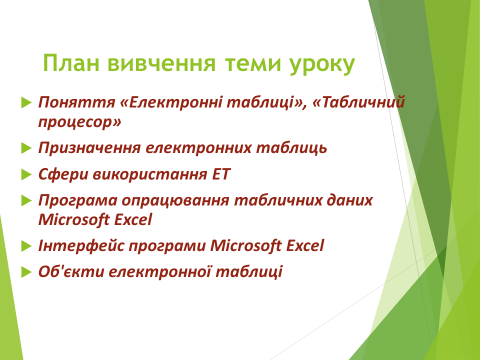 План вивчення теми уроку
Поняття «Електронні таблиці», «Табличний
процесор»
Призначення електронних таблиць
Сфери використання ЕТ
Програма опрацювання табличних даних
Microsoft Excel
Інтерфейс програми Microsoft Excel
Об'єкти електронної таблиці